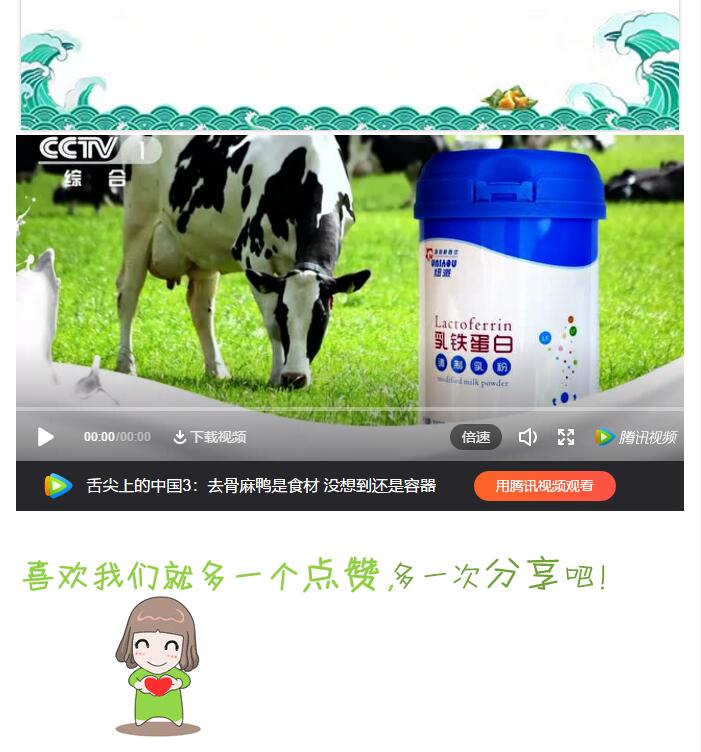 CCTV 1
综合
unihou
纽派
Lactoferrin
乳铁蛋白
调制乳粉
modified milk powder
00:00/00:00
下载视频
倍速
腾讯视频
舌尖上的中国3：去骨麻鸭是食材 没想到还是容器
用腾讯视频观看
喜欢我们就多一个点赞,多一次分享吧!